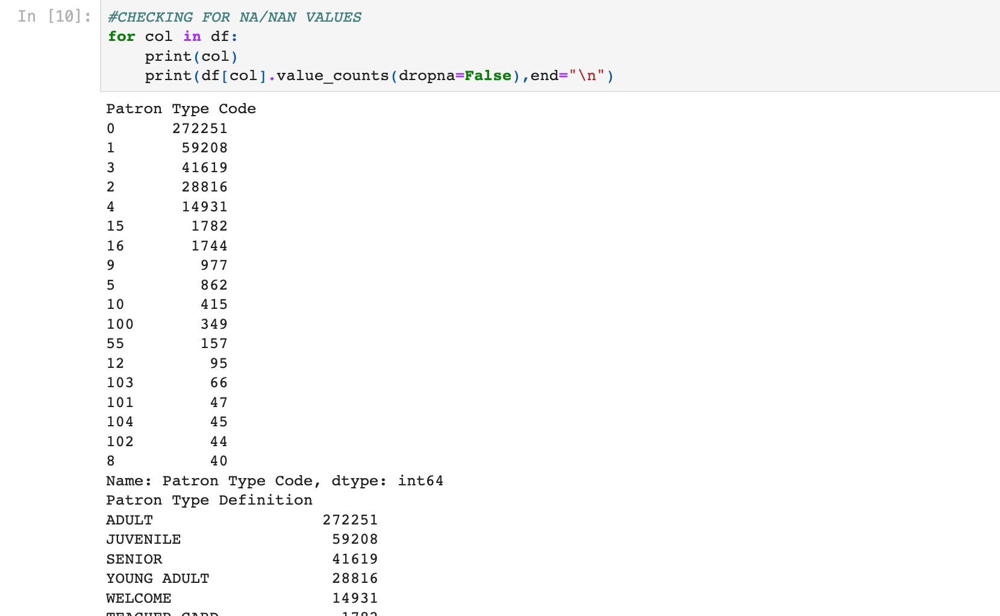 In [10]:
#CHECKING FOR NA/NAN VALUES
for col in df:
    print(col)
    print(df[col].value_counts(dropna=False),end="\n")
Patron Type Code
0      272251
1       59208
3       41619
2       28816
4       14931
15       1782
16       1744
9         977
5         862
10        415
100       349
55        157
12         95
103        66
101        47
104        45
102        44
8          40
Name: Patron Type Code, dtype: int64
Patron Type Definition
ADULT                  272251
JUVENILE                59208
SENIOR                  41619
YOUNG ADULT             28816
WELCOME                 14931
TEACHER CARD             1782